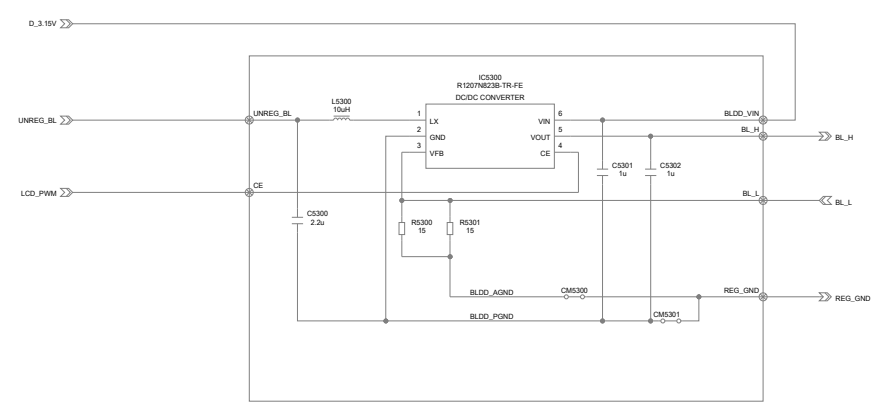 D_3.15V
IC5300
R1207N823B-TR-FE
DC/DC CONVERTER
L5300
10uH
UNREG_BL
UNREG_BL
1
LX
6
VIN
BLDD_VIN
2
GND
5
VOUT
BL_H
BL_H
3
VFB
4
CE
C5301
1u
C5302
1u
LCD_PWM
CE
BL_L
BL_L
C5300
2.2u
R5300
15
R5301
15
BLDD_AGND
CM5300
REG_GND
REG_GND
BLDD_PGND
CM5301